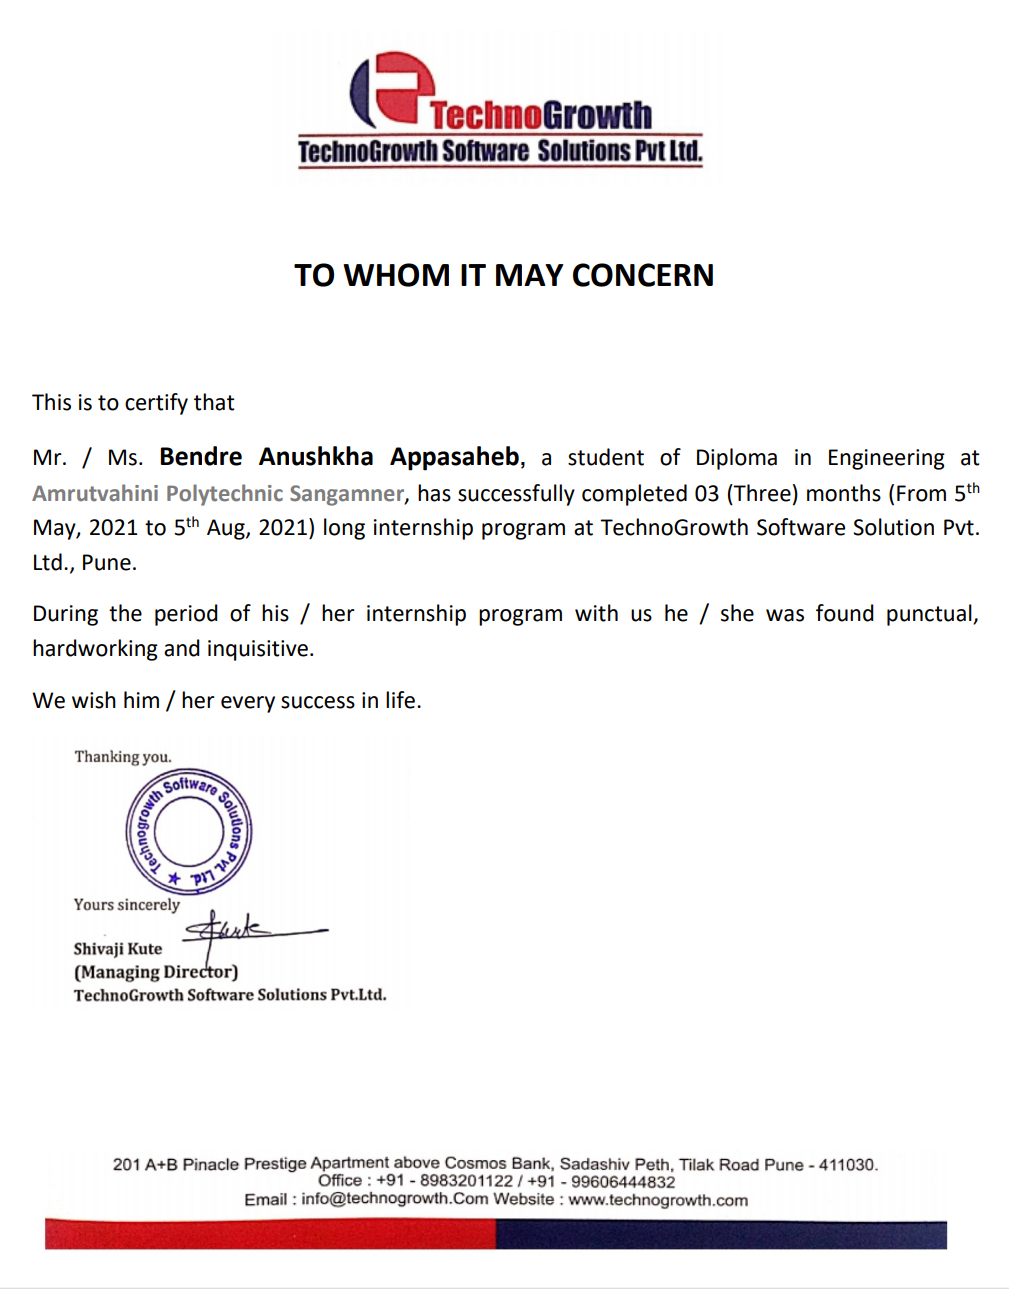 TechnoGrowth
TechnoGrowth Software Solutions Pvt Ltd.
TO WHOM IT MAY CONCERN
This is to certify that
Mr. / Ms. Bendre Anushkha Appasaheb, a student of Diploma in Engineering at
Amrutvahini Polytechnic Sangamner, has successfully completed 03 (Three) months (From 5th
May, 2021 to 5th Aug, 2021) long internship program at TechnoGrowth Software Solution Pvt.
Ltd., Pune.
During the period of his / her internship program with us he / she was found punctual,
hardworking and inquisitive.
We wish him / her every success in life.
Thanking you.
Technogrowth Software Solutions Pvt. Ltd.
Yours sincerely
Shivaji Kute
(Managing Director)
TechnoGrowth Software Solutions Pvt.Ltd.
201 A+B Pinacle Prestige Apartment above Cosmos Bank, Sadashiv Peth, Tilak Road Pune - 411030.
Office : +91 - 8983201122 / +91 - 99606444832
Email : info@technogrowth.Com Website : www.technogrowth.com